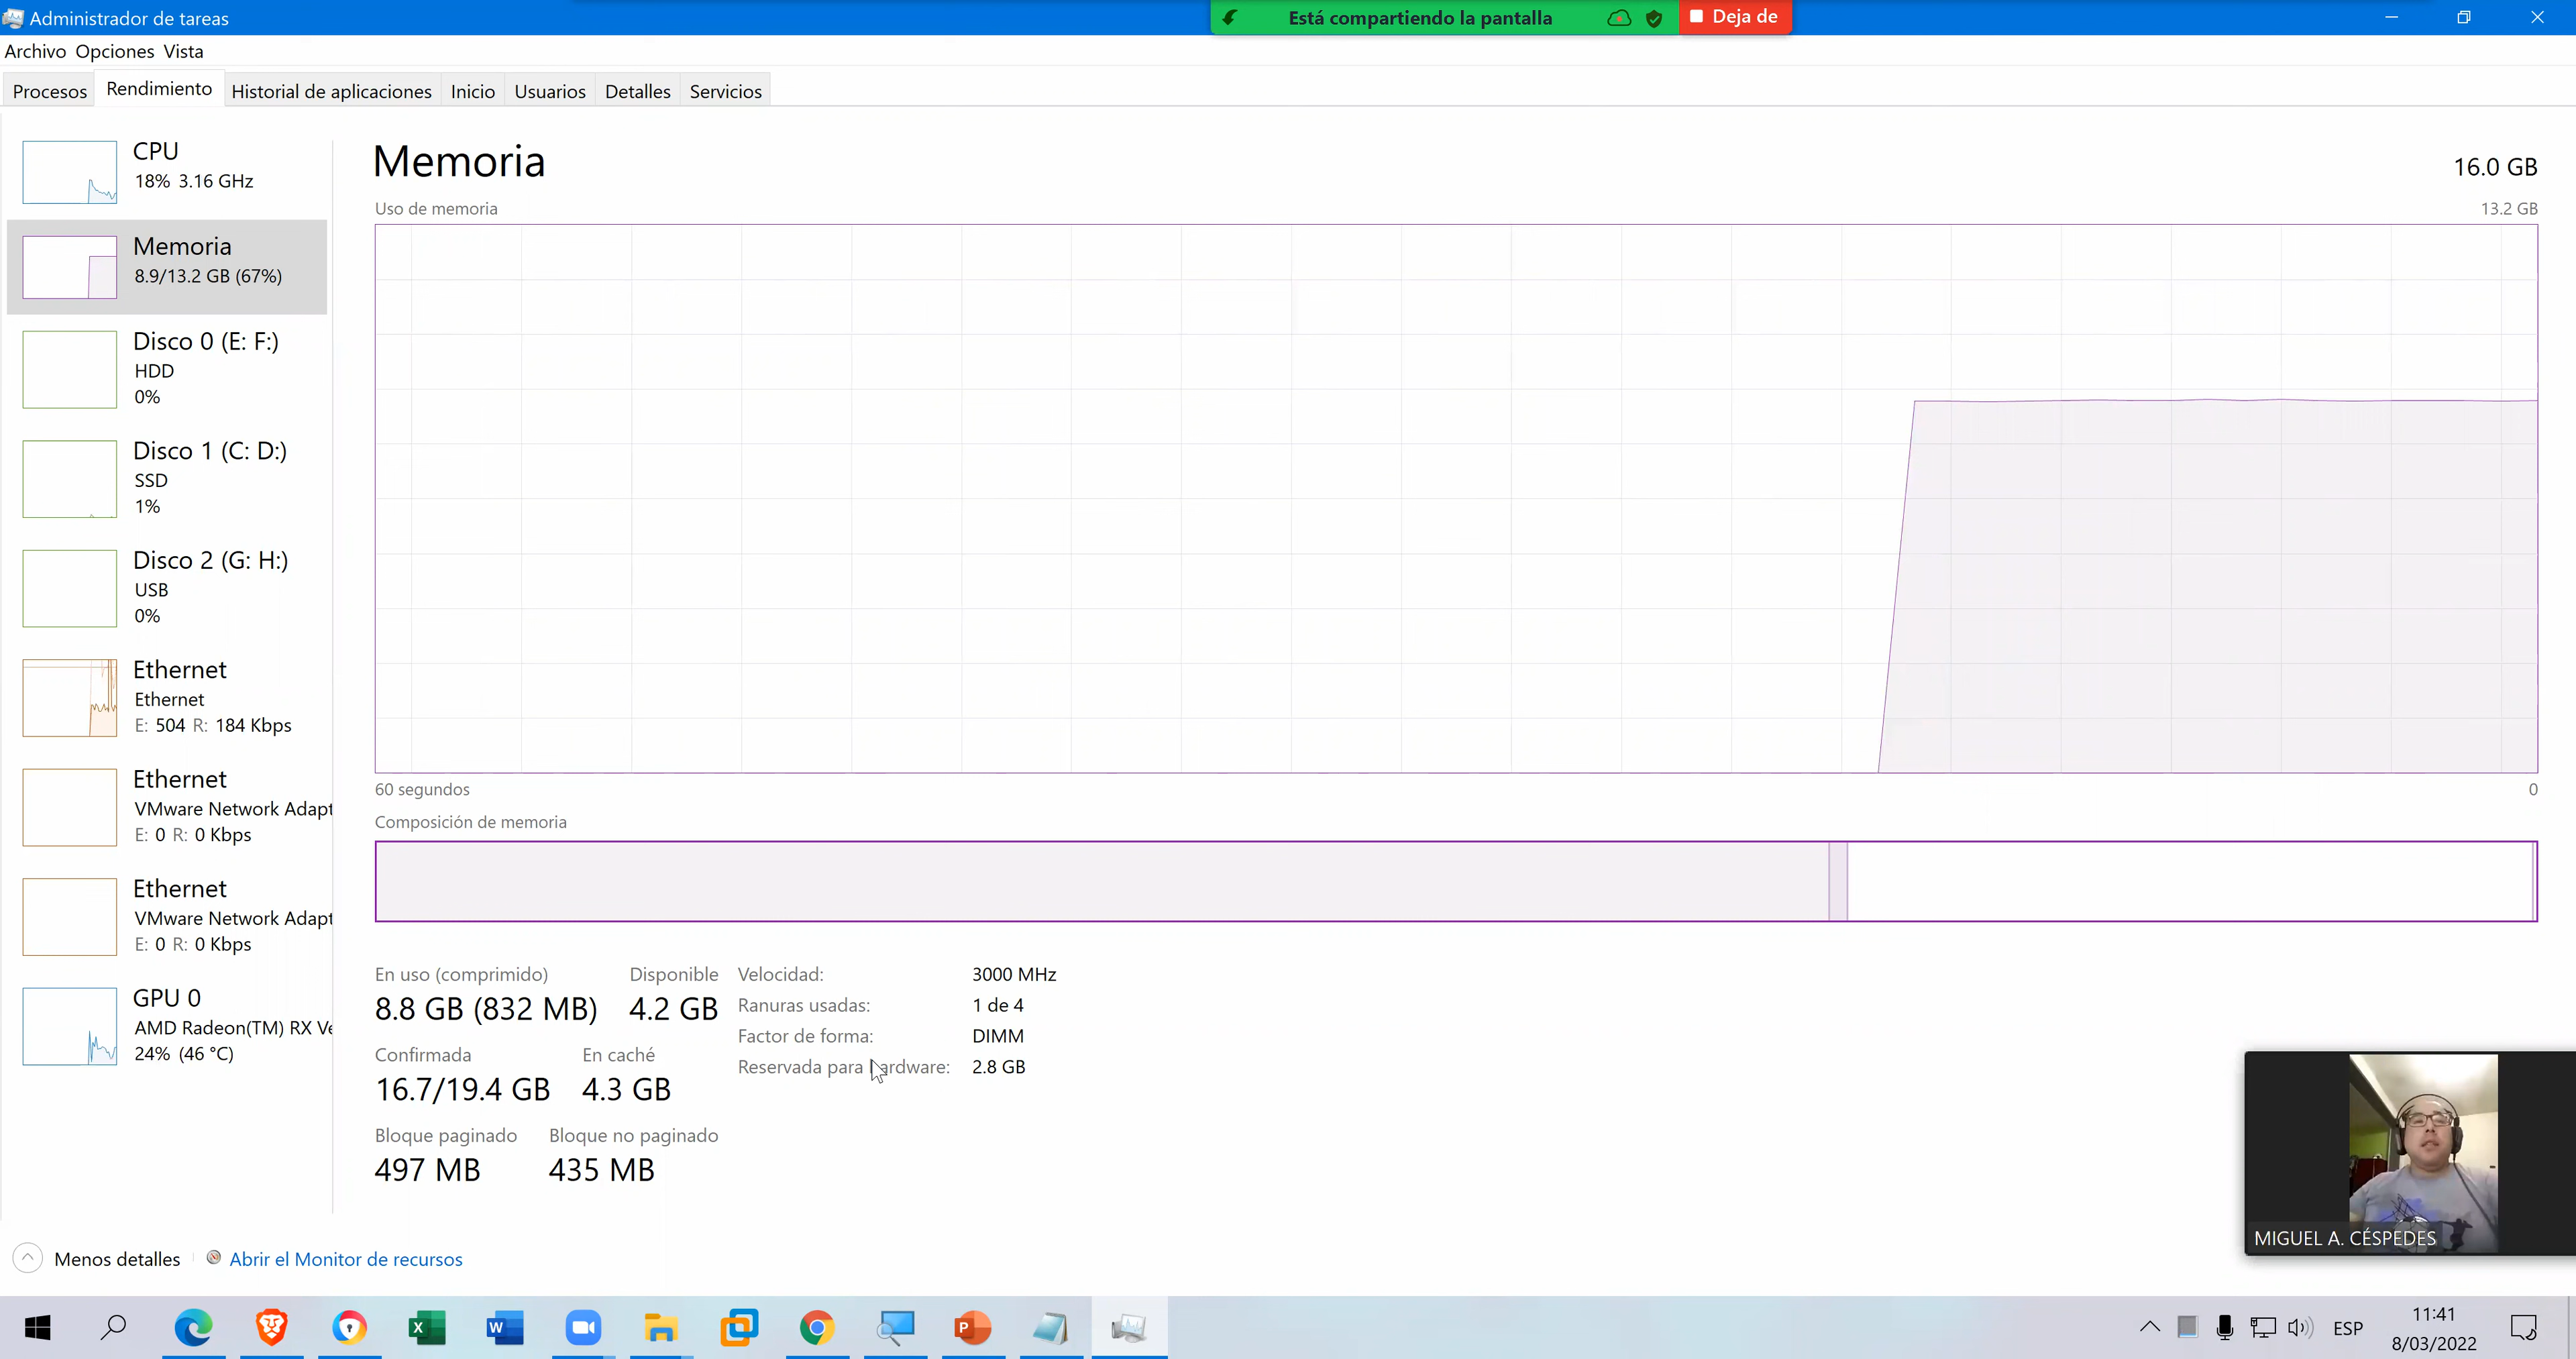 Administrador de tareas
Está compartiendo la pantalla
Deja de
Archivo Opciones Vista
Procesos Rendimiento Historial de aplicaciones Inicio Usuarios Detalles Servicios
CPU
18% 3.16 GHz
Memoria
8.9/13.2 GB (67%)
Disco 0 (E: F:)
HDD
0%
Disco 1 (C: D:)
SSD
1%
Disco 2 (G: H:)
USB
0%
Ethernet
Ethernet
E: 504 R: 184 Kbps
Ethernet
VMware Network Adapt
E: 0 R: 0 Kbps
Ethernet
VMware Network Adapt
E: 0 R: 0 Kbps
GPU 0
AMD Radeon(TM) RX Ve
24% (46 °C)
Memoria
16.0 GB
Uso de memoria
13.2 GB
60 segundos
0
Composición de memoria
En uso (comprimido)
8.8 GB (832 MB)
Disponible
4.2 GB
Confirmada
16.7/19.4 GB
En caché
4.3 GB
Bloque paginado
497 MB
Bloque no paginado
435 MB
Velocidad: 3000 MHz
Ranuras usadas: 1 de 4
Factor de forma: DIMM
Reservada para hardware: 2.8 GB
MIGUEL A. CÉSPEDES
Menos detalles
Abrir el Monitor de recursos
ESP
11:41
8/03/2022